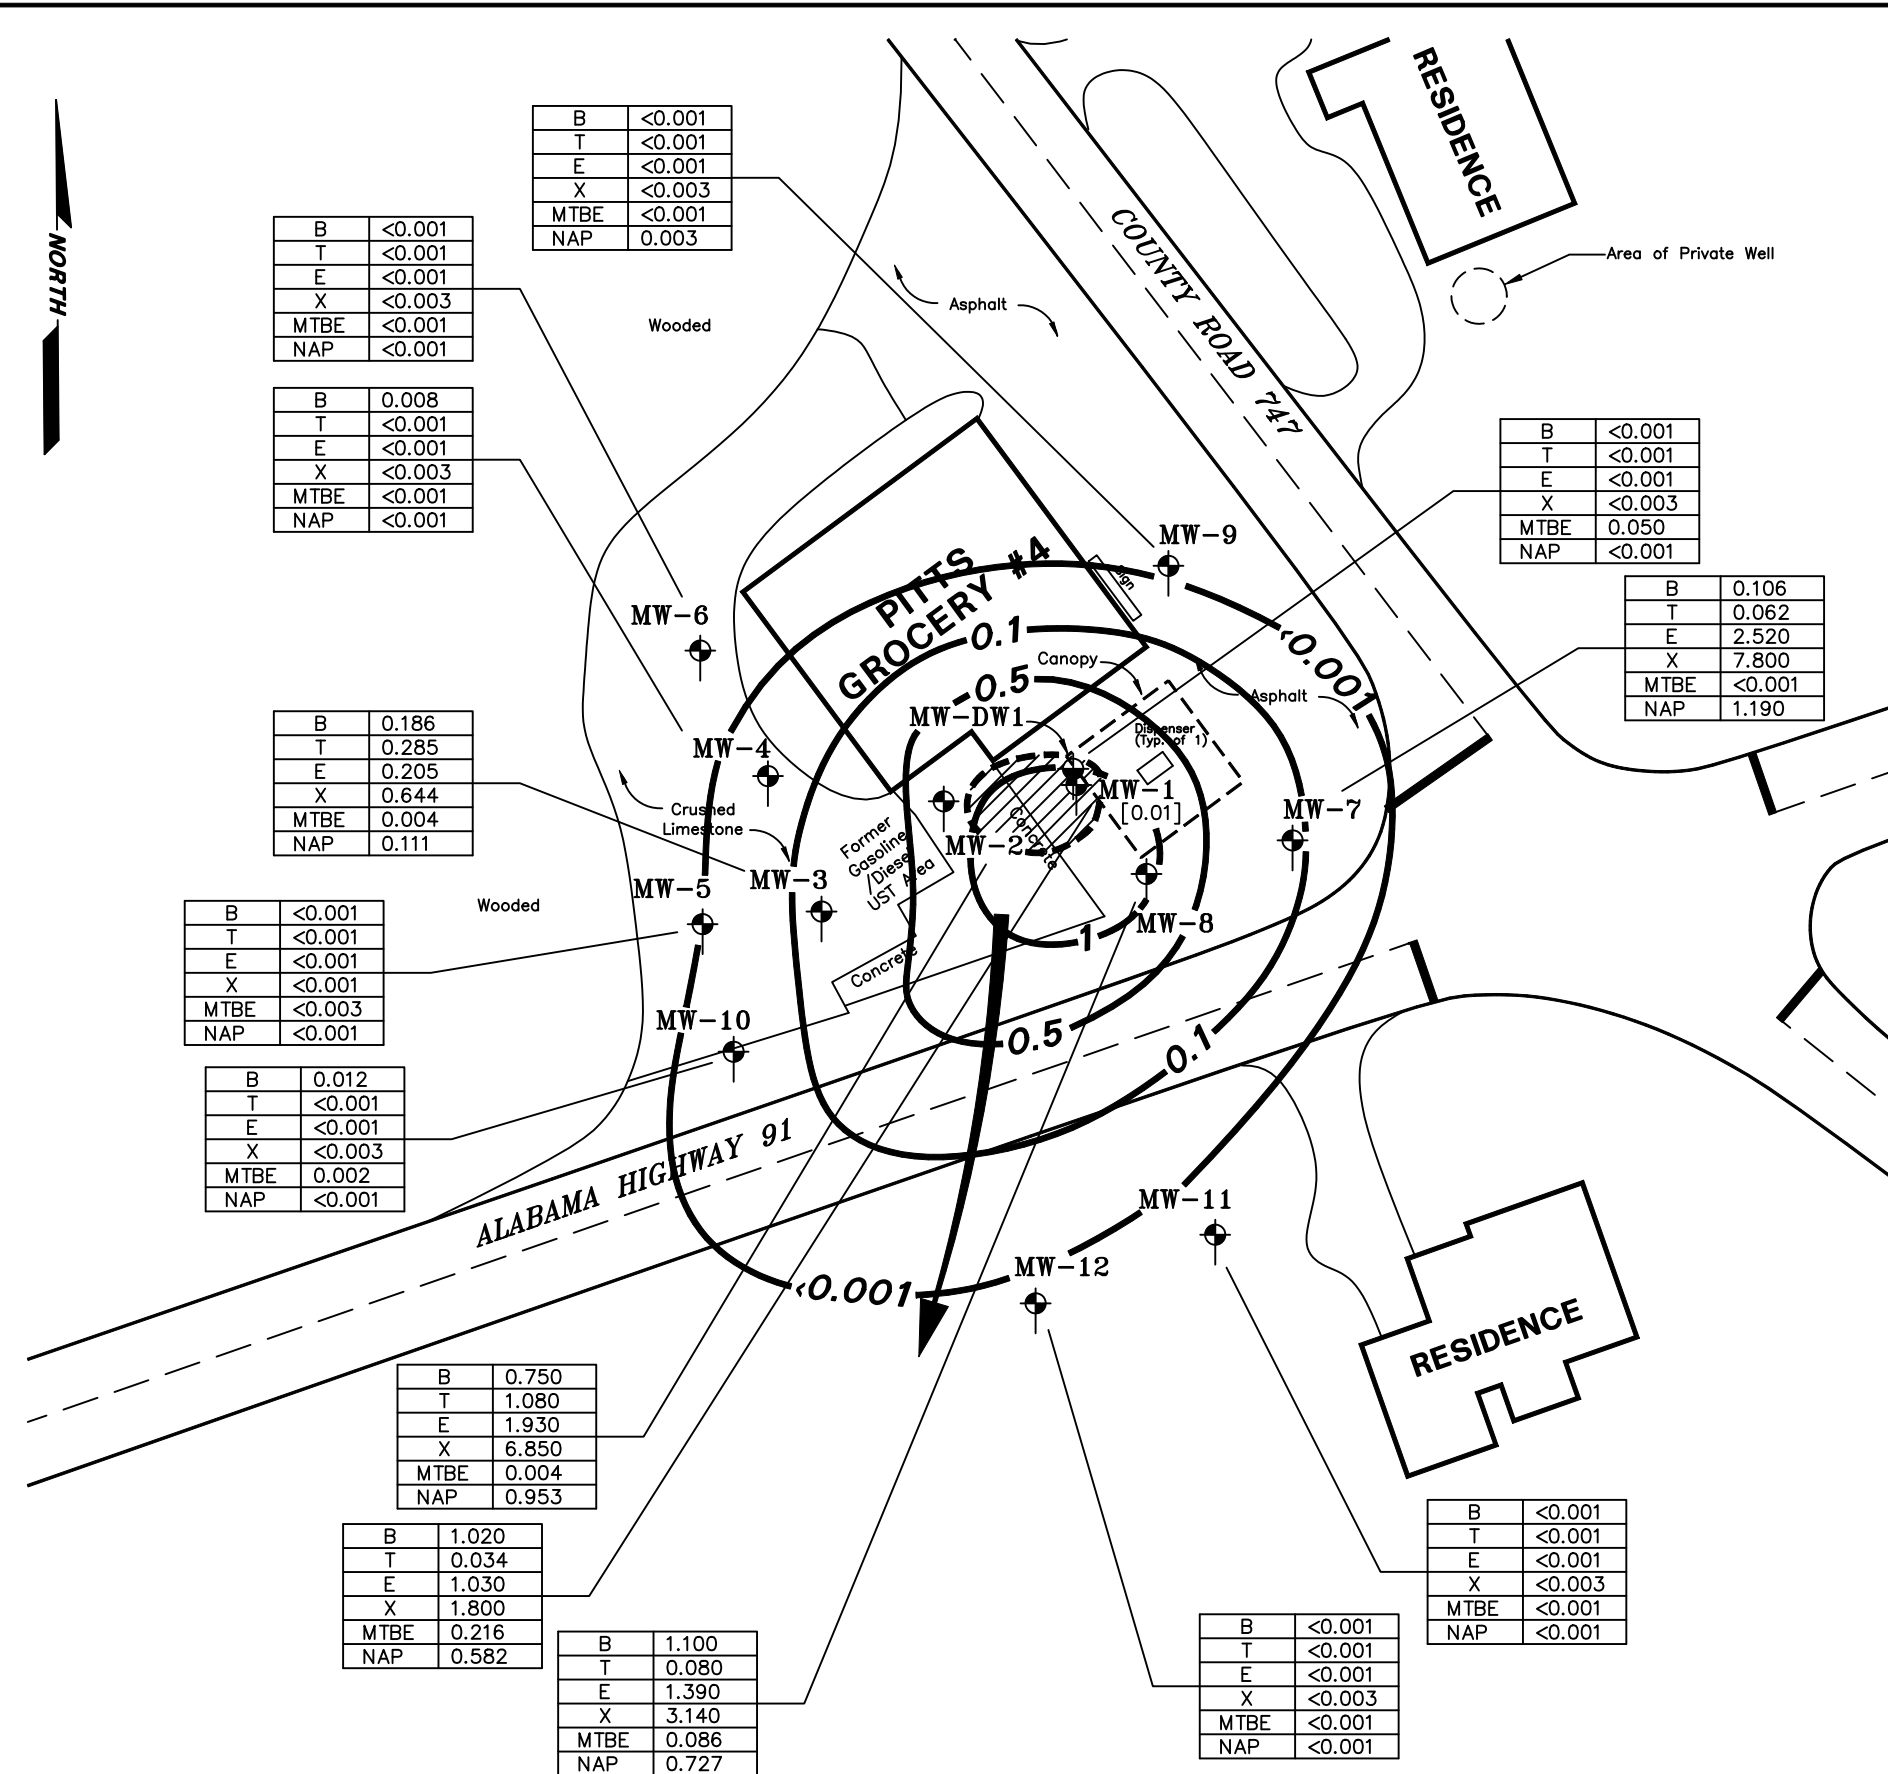 NORTH
B <0.001
T <0.001
E <0.001
X <0.003
MTBE <0.001
NAP 0.003
B <0.001
T <0.001
E <0.001
X <0.003
MTBE <0.001
NAP <0.001
B 0.008
T <0.001
E <0.001
X <0.003
MTBE <0.001
NAP <0.001
RESIDENCE
Area of Private Well
COUNTY ROAD 747
Asphalt
Wooded
B <0.001
T <0.001
E <0.001
X <0.003
MTBE 0.050
NAP <0.001
B 0.106
T 0.062
E 2.520
X 7.800
MTBE <0.001
NAP 1.190
MW-9
Sign
PITTS
GROCERY #4
MW-6
0.1
<0.001
Canopy
0.5
Asphalt
MW-DW1
Dispenser
(Typ. of 1)
MW-4
MW-1
[0.01]
MW-7
Crushed
Limestone
Former
Gasoline
/Diesel
UST Area
Concrete
MW-2
MW-5
MW-3
MW-8
1
Concrete
Wooded
B 0.186
T 0.285
E 0.205
X 0.644
MTBE 0.004
NAP 0.111
B <0.001
T <0.001
E <0.001
X <0.001
MTBE <0.003
NAP <0.001
MW-10
0.5
0.1
B 0.012
T <0.001
E <0.001
X <0.003
MTBE 0.002
NAP <0.001
ALABAMA HIGHWAY 91
MW-11
MW-12
<0.001
RESIDENCE
B 0.750
T 1.080
E 1.930
X 6.850
MTBE 0.004
NAP 0.953
B 1.020
T 0.034
E 1.030
X 1.800
MTBE 0.216
NAP 0.582
B 1.100
T 0.080
E 1.390
X 3.140
MTBE 0.086
NAP 0.727
B <0.001
T <0.001
E <0.001
X <0.003
MTBE <0.001
NAP <0.001
B <0.001
T <0.001
E <0.001
X <0.003
MTBE <0.001
NAP <0.001